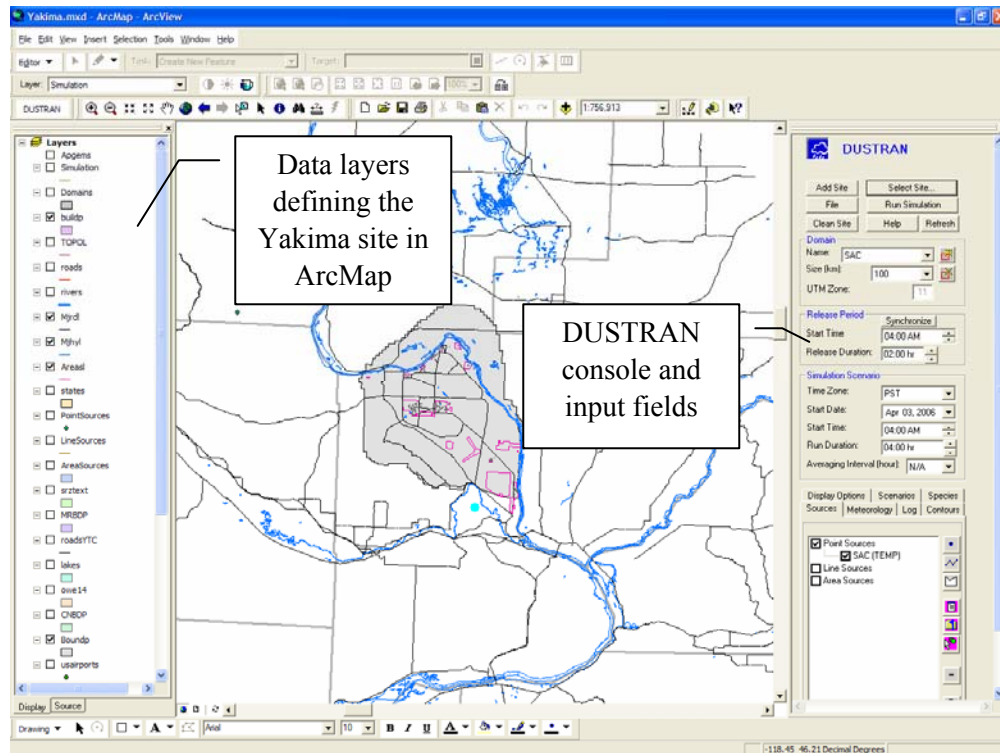 Yakima.mxd - ArcMap - ArcView
File Edit View Insert Selection Tools Window Help
Editor Task: Create New Feature Target:
Layer: Simulation 100%
DUSTRAN 1:756,913
Layers
Apgems
Simulation
Domains
buildp
TOPOL
roads
rivers
Mjrdl
Mjhyl
Areasl
states
PointSources
LineSources
AreaSources
srztext
MRBDP
roadsYTC
lakes
owe14
CNBDP
Boundp
usairports
Display Source
Data layers
defining the
Yakima site in
ArcMap
DUSTRAN
console and
input fields
DUSTRAN
Add Site Select Site...
File Run Simulation
Clean Site Help Refresh
Domain
Name: SAC
Size (km): 100
UTM Zone: 11
Release Period
Synchronize
Start Time 04:00 AM
Release Duration: 02:00 hr
Simulation Scenario
Time Zone: PST
Start Date: Apr 03, 2006
Start Time: 04:00 AM
Run Duration: 04:00 hr
Averaging Interval (hour): N/A
Display Options Scenarios Species
Sources Meteorology Log Contours
Point Sources
SAC (TEMP)
Line Sources
Area Sources
Drawing A Arial 10 B I U A
-118.45 46.21 Decimal Degrees